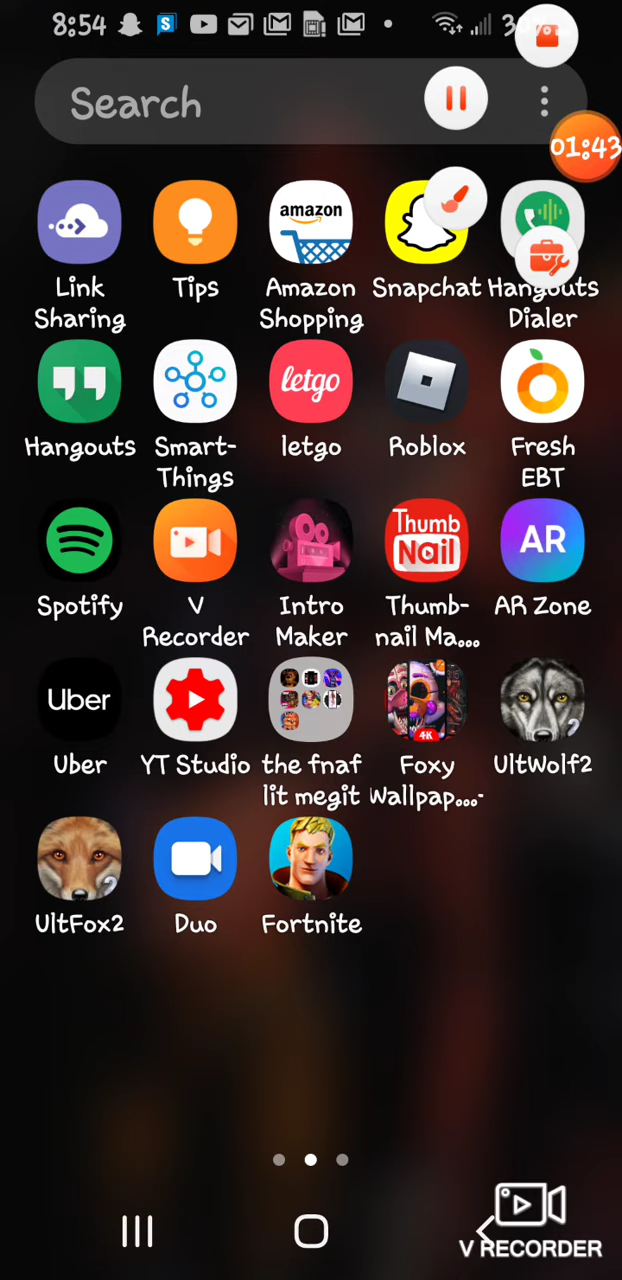 8:54
Search
01:43
amazon
Link Sharing
Tips
Amazon Shopping
Snapchat
Hangouts Dialer
letgo
Hangouts
Smart-Things
letgo
Roblox
Fresh EBT
Thumb Nail
AR
Spotify
V Recorder
Intro Maker
Thumb-nail Ma...
AR Zone
Uber
4K
Uber
YT Studio
the fnaf lit megit
Foxy Wallpap...-
UltWolf2
2
UltFox2
Duo
Fortnite
V RECORDER